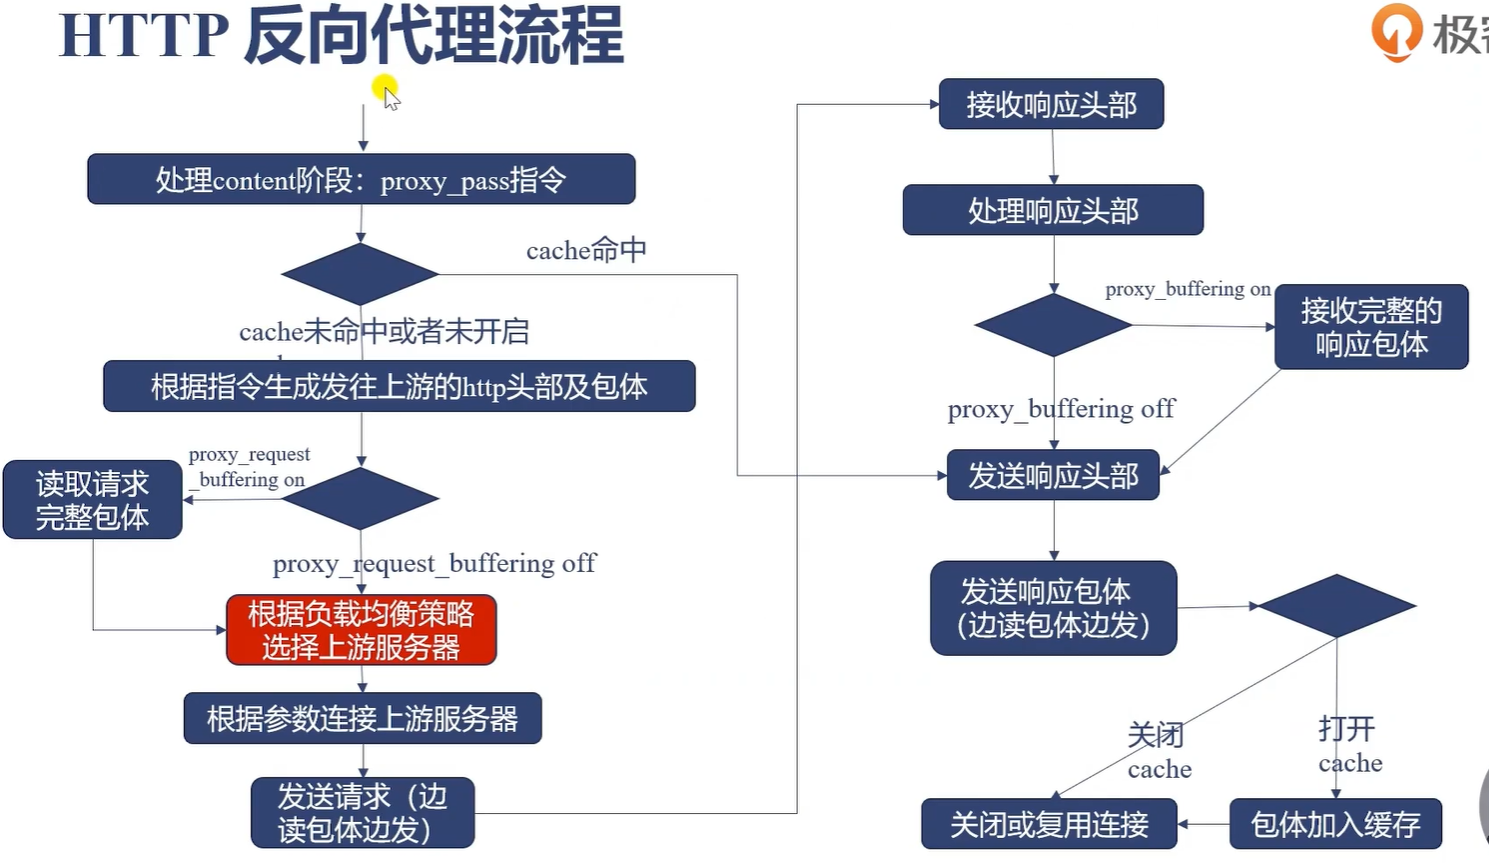 HTTP 反向代理流程
极客
处理content阶段：proxy_pass指令
cache命中
cache未命中或者未开启
根据指令生成发往上游的http头部及包体
proxy_request
_buffering on
读取请求
完整包体
proxy_request_buffering off
根据负载均衡策略
选择上游服务器
根据参数连接上游服务器
发送请求（边
读包体边发）
接收响应头部
处理响应头部
proxy_buffering on
接收完整的
响应包体
proxy_buffering off
发送响应头部
发送响应包体
（边读包体边发）
关闭
cache
打开
cache
关闭或复用连接
包体加入缓存